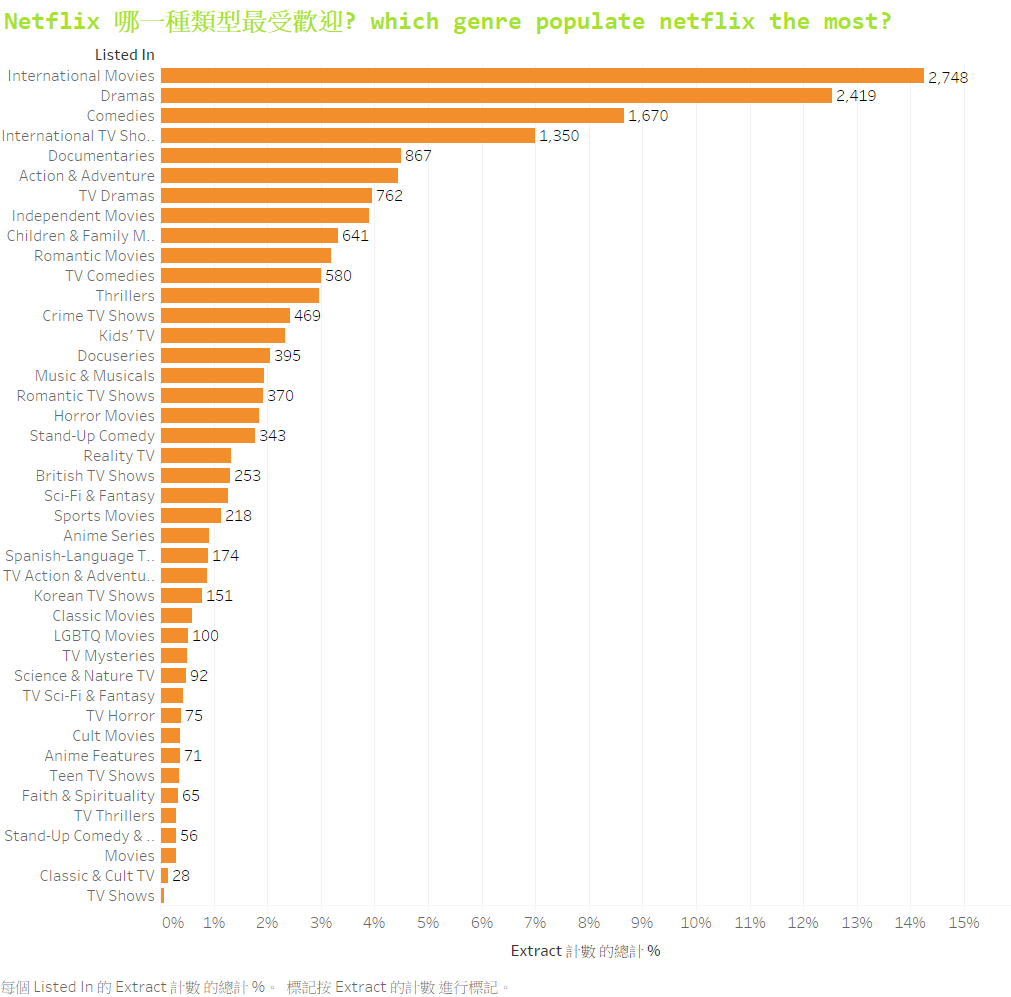 Netflix 哪一種類型最受歡迎? which genre populate netflix the most?
Listed In
International Movies 2,748
Dramas 2,419
Comedies 1,670
International TV Sho.. 1,350
Documentaries 867
Action & Adventure
TV Dramas 762
Independent Movies
Children & Family M.. 641
Romantic Movies
TV Comedies 580
Thrillers
Crime TV Shows 469
Kids' TV
Docuseries 395
Music & Musicals
Romantic TV Shows 370
Horror Movies
Stand-Up Comedy 343
Reality TV
British TV Shows 253
Sci-Fi & Fantasy
Sports Movies 218
Anime Series
Spanish-Language T.. 174
TV Action & Adventu..
Korean TV Shows 151
Classic Movies
LGBTQ Movies 100
TV Mysteries
Science & Nature TV 92
TV Sci-Fi & Fantasy
TV Horror 75
Cult Movies
Anime Features 71
Teen TV Shows
Faith & Spirituality 65
TV Thrillers
Stand-Up Comedy & .. 56
Movies
Classic & Cult TV 28
TV Shows
0% 1% 2% 3% 4% 5% 6% 7% 8% 9% 10% 11% 12% 13% 14% 15%
Extract 計數 的總計 %
每個 Listed In 的 Extract 計數 的總計 %。 標記按 Extract 的計數 進行標記。